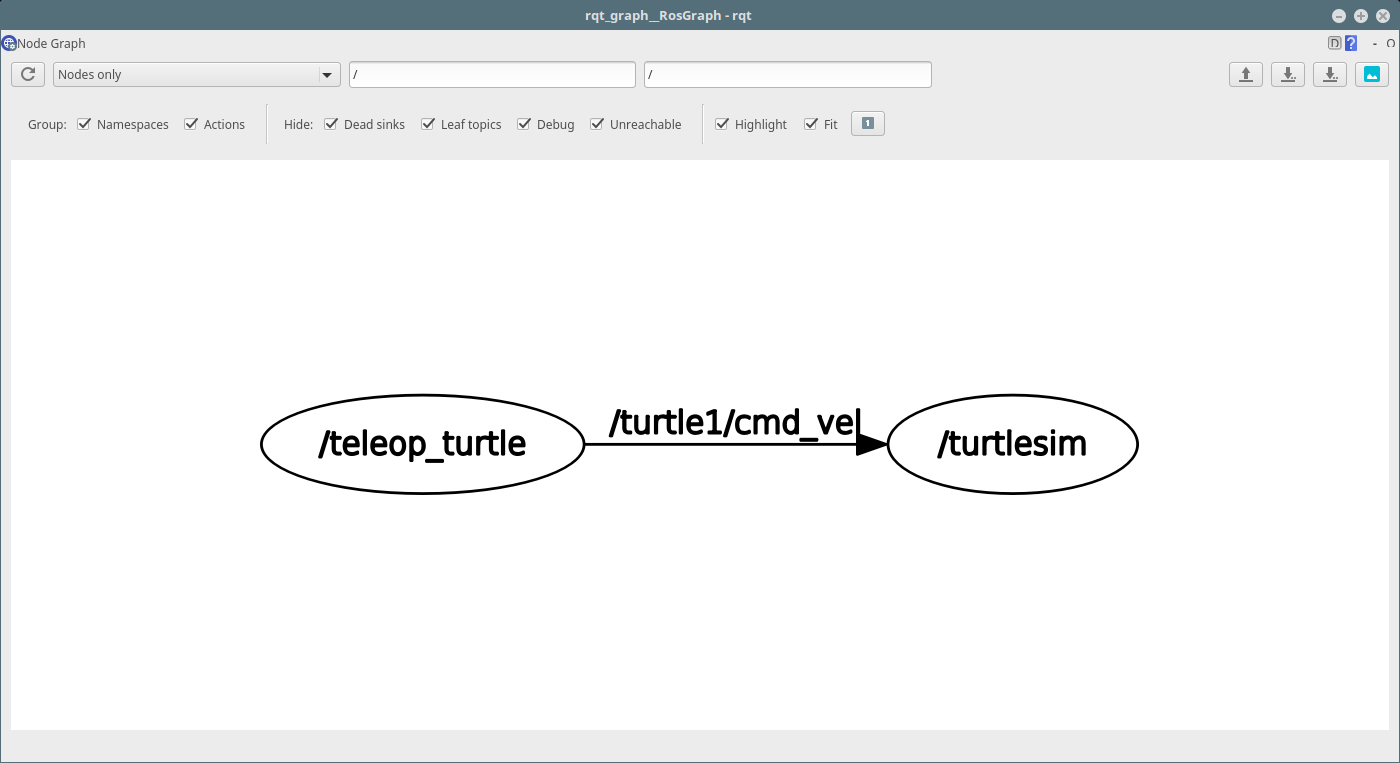 rqt_graph__RosGraph - rqt
Node Graph
D ? - O
Nodes only / /
Group: Namespaces Actions Hide: Dead sinks Leaf topics Debug Unreachable Highlight Fit 1
/turtle1/cmd_vel
/teleop_turtle /turtlesim